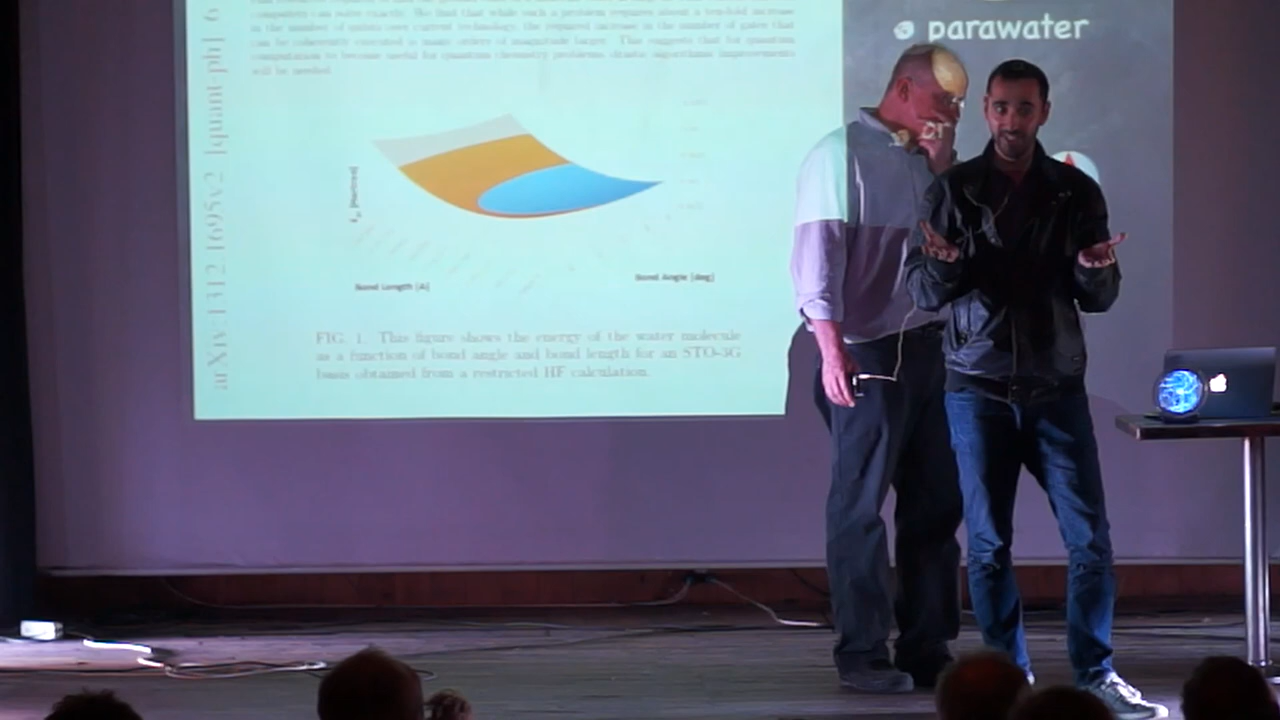 computers can solve exactly. We find that while such a problem requires about a ten-fold increase
in the number of qubits over current technology, the required increase in the number of gates that
can be coherently executed is many orders of magnitude larger. This suggests that for quantum
computation to become useful for quantum chemistry problems, drastic algorithmic improvements
will be needed.
arXiv:1312.1695v2 [quant-ph] 6
Bond Length [A]
Bond Angle [deg]
FIG. 1. This figure shows the energy of the water molecule
as a function of bond angle and bond length for an STO-3G
basis obtained from a restricted HF calculation.
parawater
or